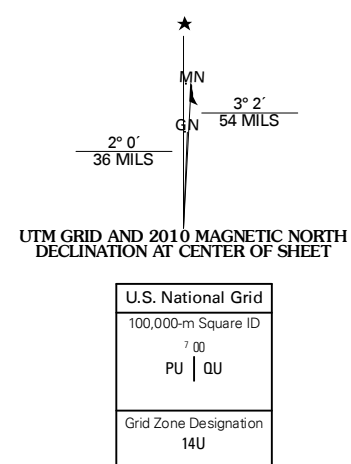 ★
MN
3° 2´
54 MILS
GN
2° 0´
36 MILS
UTM GRID AND 2010 MAGNETIC NORTH
DECLINATION AT CENTER OF SHEET
U.S. National Grid
100,000-m Square ID
7 00
PU | QU
Grid Zone Designation
14U